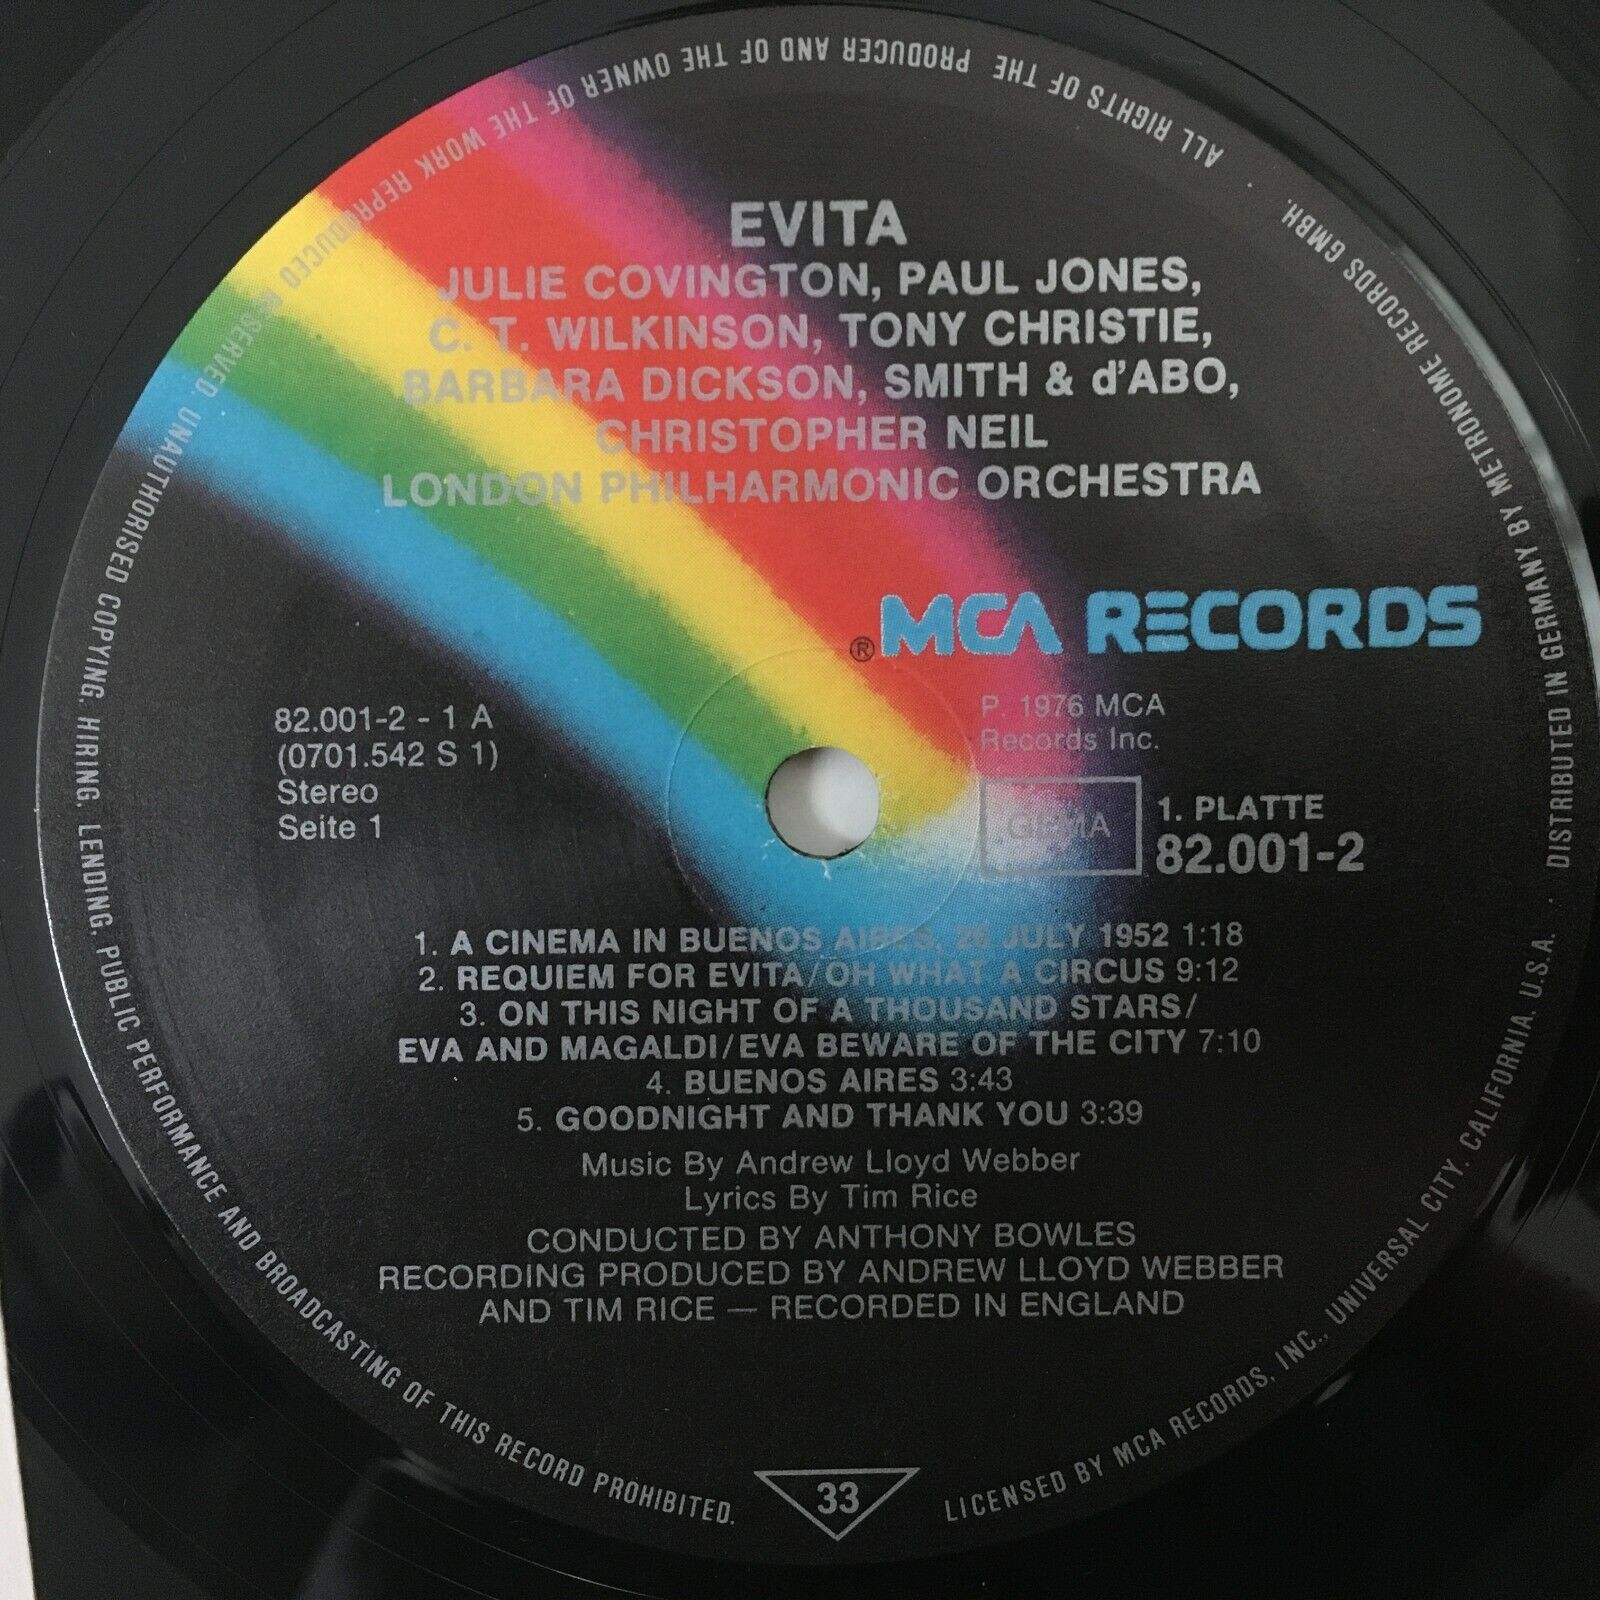 EVITA
JULIE COVINGTON, PAUL JONES,
C. T. WILKINSON, TONY CHRISTIE,
BARBARA DICKSON, SMITH & d'ABO,
CHRISTOPHER NEIL
LONDON PHILHARMONIC ORCHESTRA
® MCA RECORDS
82.001-2 - 1 A
(0701.542 S 1)
Stereo
Seite 1
P. 1976 MCA
Records Inc.
GEMA
1. PLATTE
82.001-2
1. A CINEMA IN BUENOS AIRES, 26 JULY 1952 1:18
2. REQUIEM FOR EVITA/OH WHAT A CIRCUS 9:12
3. ON THIS NIGHT OF A THOUSAND STARS/
EVA AND MAGALDI/EVA BEWARE OF THE CITY 7:10
4. BUENOS AIRES 3:43
5. GOODNIGHT AND THANK YOU 3:39
Music By Andrew Lloyd Webber
Lyrics By Tim Rice
CONDUCTED BY ANTHONY BOWLES
RECORDING PRODUCED BY ANDREW LLOYD WEBBER
AND TIM RICE — RECORDED IN ENGLAND
33
LICENSED BY MCA RECORDS, INC., UNIVERSAL CITY, CALIFORNIA, U.S.A. · DISTRIBUTED IN GERMANY BY METRONOME RECORDS GMBH.
ALL RIGHTS OF THE PRODUCER AND OF THE OWNER OF THE WORK REPRODUCED RESERVED. UNAUTHORISED COPYING, HIRING, LENDING, PUBLIC PERFORMANCE AND BROADCASTING OF THIS RECORD PROHIBITED.